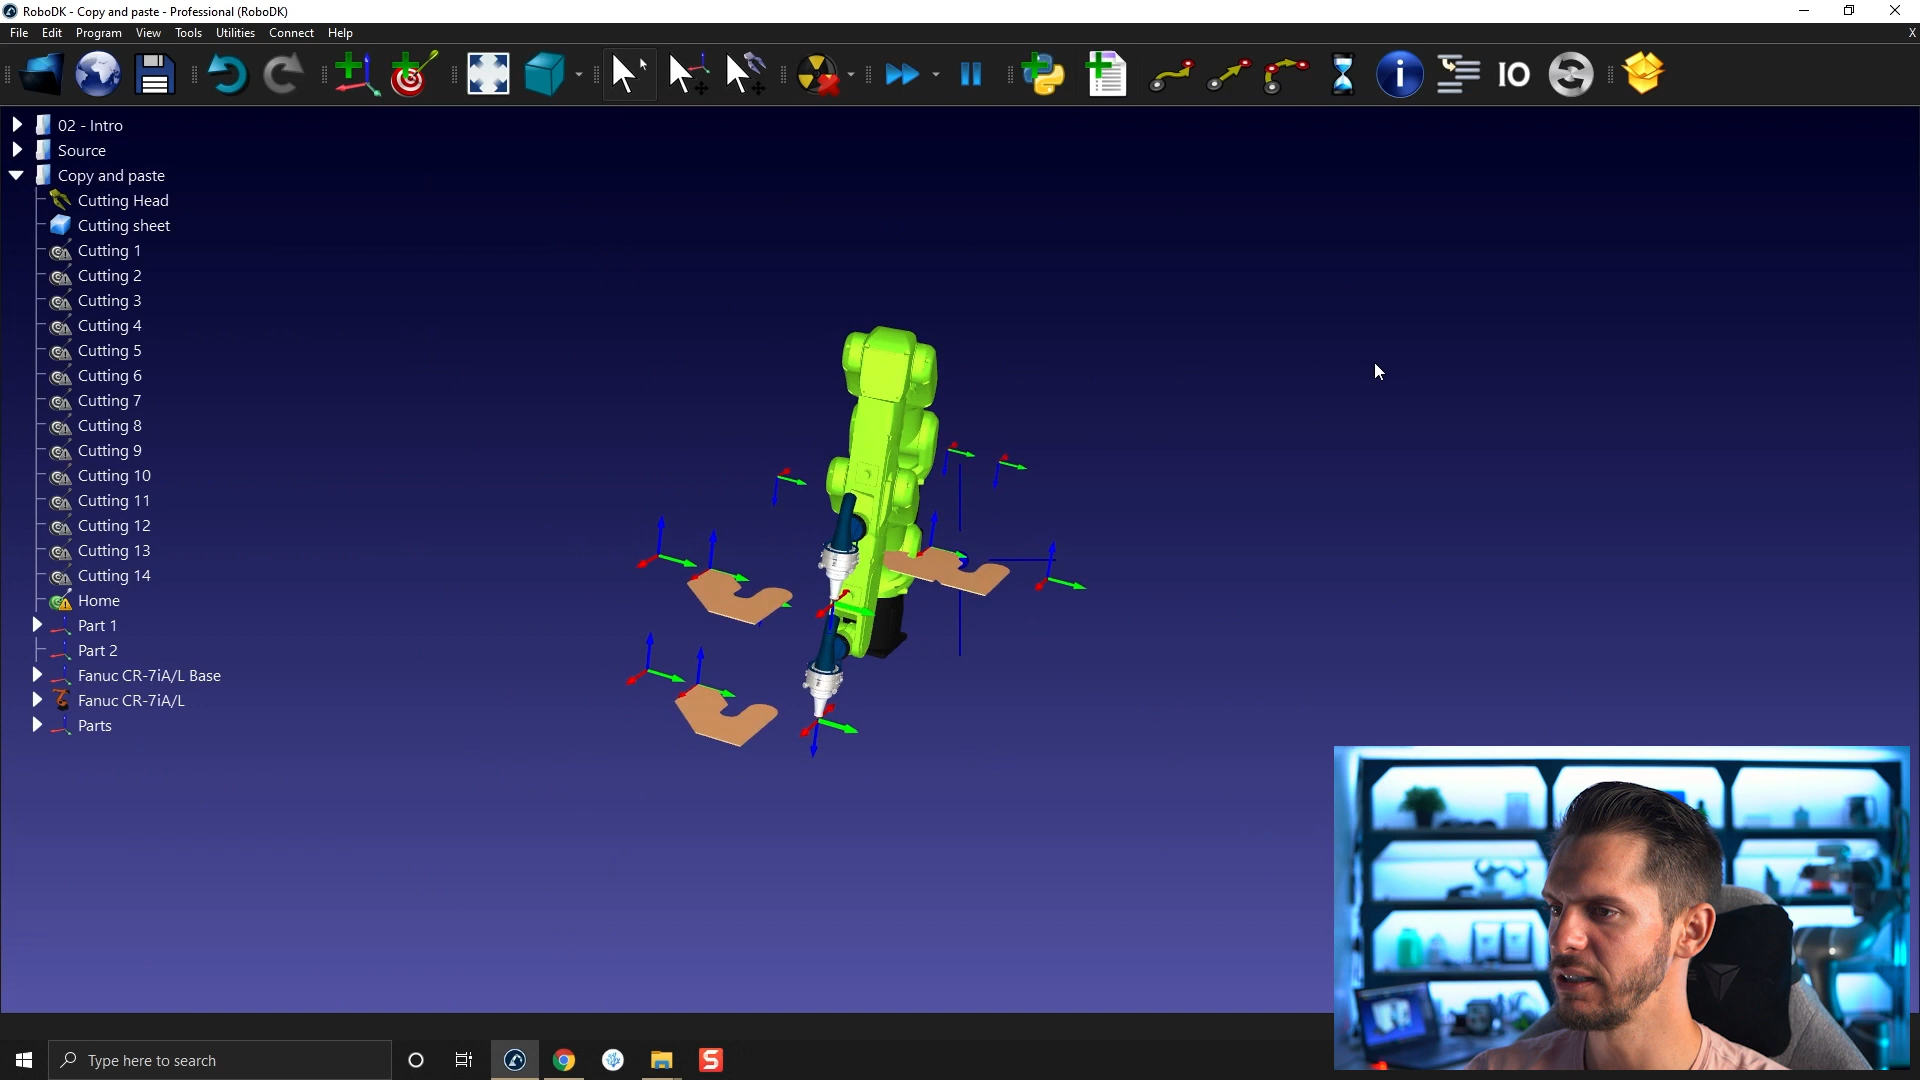 RoboDK - Copy and paste - Professional (RoboDK)
File Edit Program View Tools Utilities Connect Help X
IO
02 - Intro
Source
Copy and paste
Cutting Head
Cutting sheet
Cutting 1
Cutting 2
Cutting 3
Cutting 4
Cutting 5
Cutting 6
Cutting 7
Cutting 8
Cutting 9
Cutting 10
Cutting 11
Cutting 12
Cutting 13
Cutting 14
Home
Part 1
Part 2
Fanuc CR-7iA/L Base
Fanuc CR-7iA/L
Parts
Type here to search